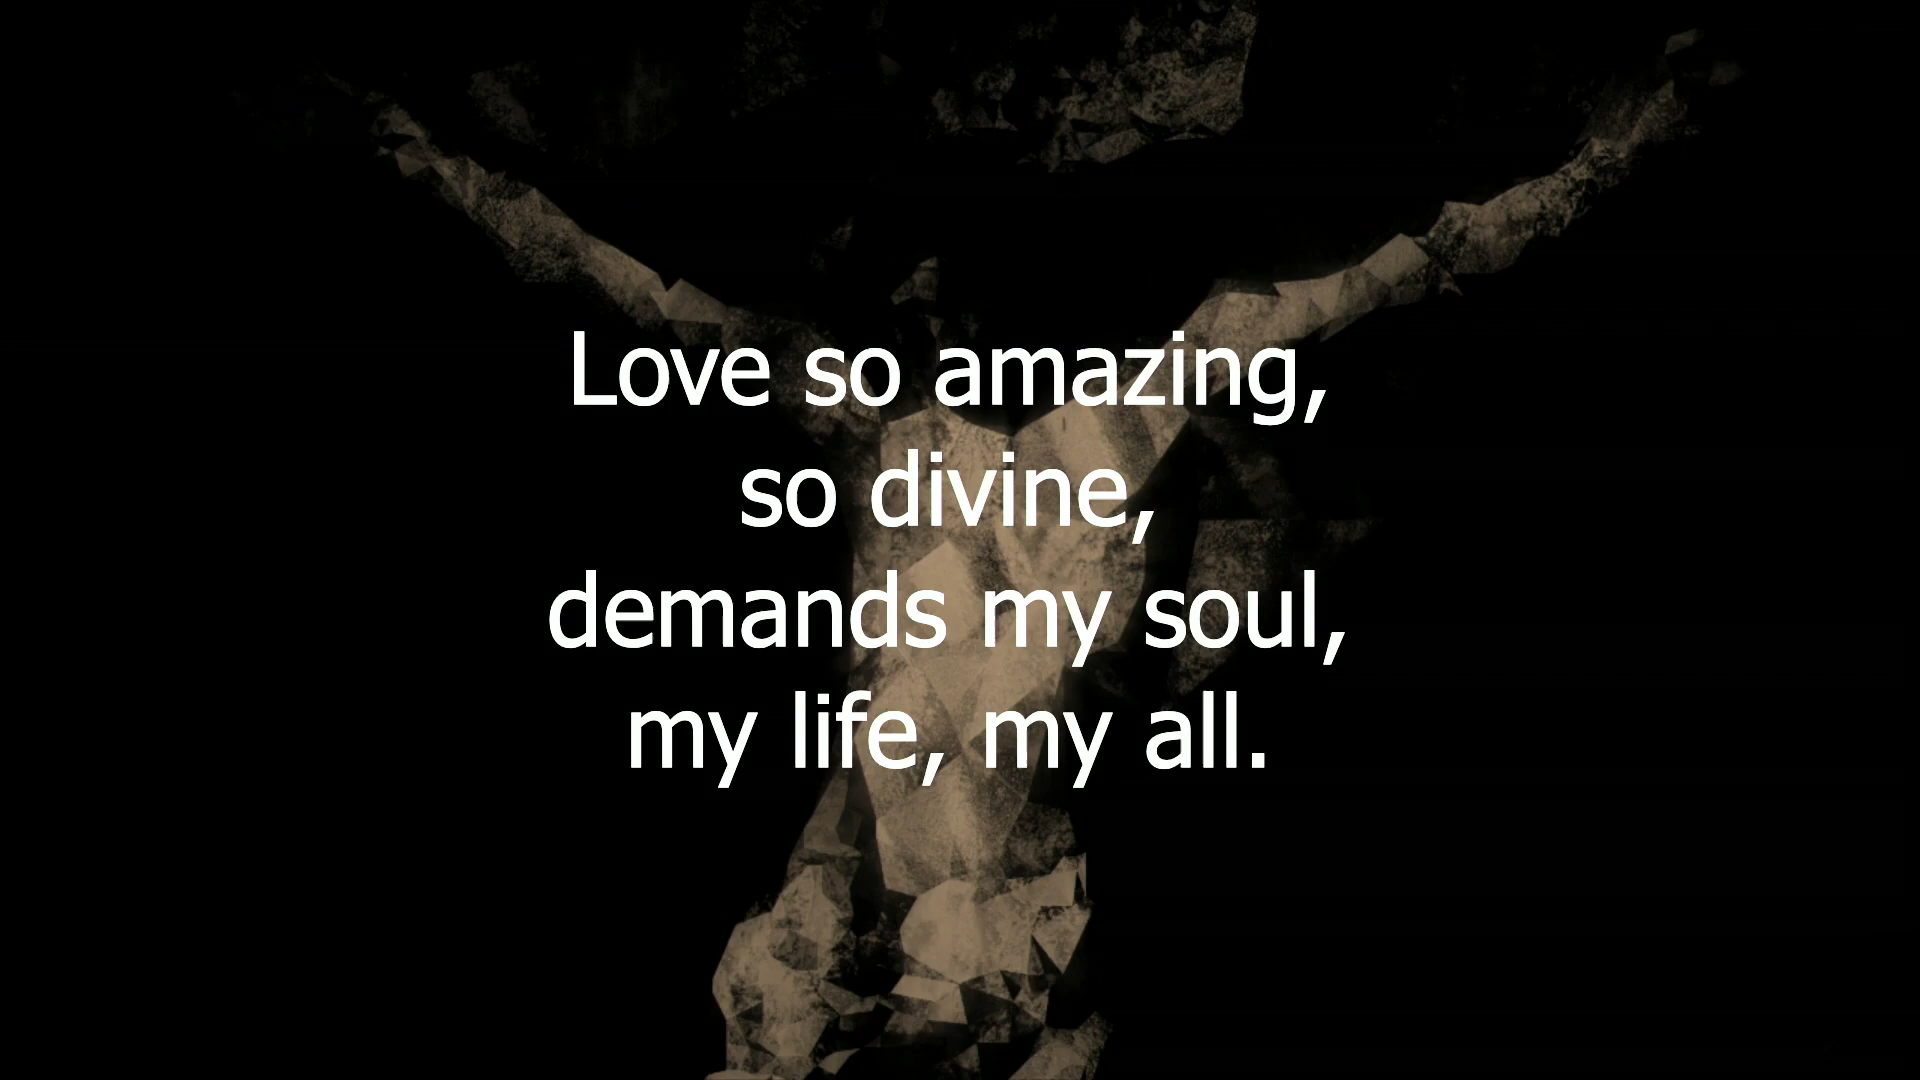 Love so amazing,
so divine,
demands my soul,
my life, my all.